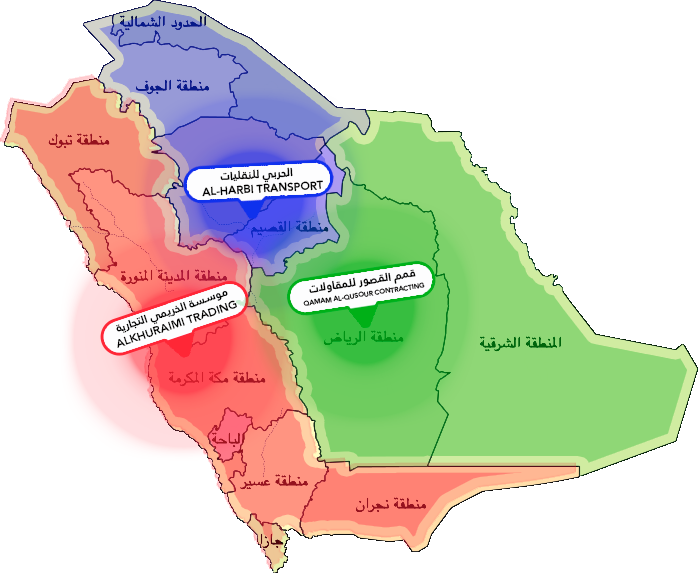 الحدود الشمالية
منطقة الجوف
منطقة تبوك
الحربي للنقليات
AL-HARBI TRANSPORT
منطقة القصيم
منطقة المدينة المنورة
قمم القصور للمقاولات
QAMAM AL-QUSOUR CONTRACTING
موسسة الخريمي التجارية
ALKHURAIMI TRADING
منطقة الرياض
المنطقة الشرقية
منطقة مكة المكرمة
الباحة
منطقة عسير
منطقة نجران
جازا